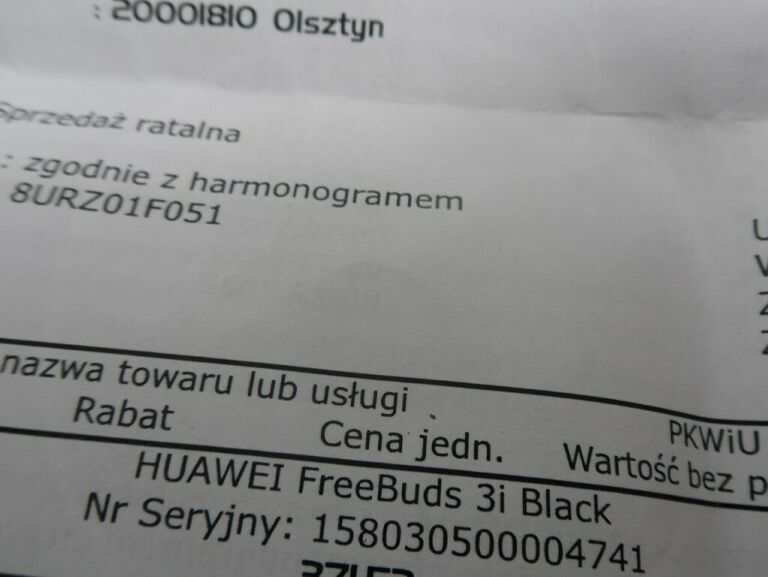 : 20001810 Olsztyn
Sprzedaż ratalna
: zgodnie z harmonogramem
8URZ01F051
nazwa towaru lub usługi
PKWiU
Rabat Cena jedn. Wartość bez p
HUAWEI FreeBuds 3i Black
Nr Seryjny: 158030500004741